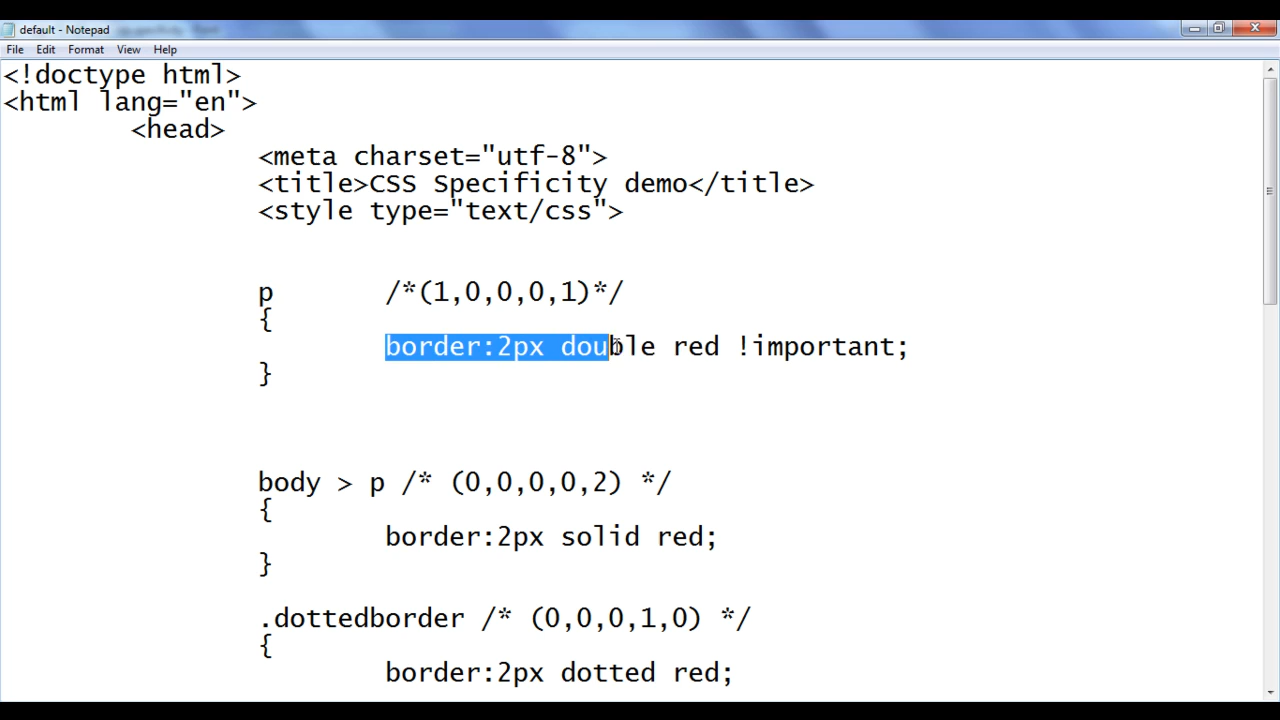 default - Notepad
File Edit Format View Help
<!doctype html>
<html lang="en">
<head>
<meta charset="utf-8">
<title>CSS Specificity demo</title>
<style type="text/css">
p /*(1,0,0,0,1)*/
{
border:2px double red !important;
}
body > p /* (0,0,0,0,2) */
{
border:2px solid red;
}
.dottedborder /* (0,0,0,1,0) */
{
border:2px dotted red;